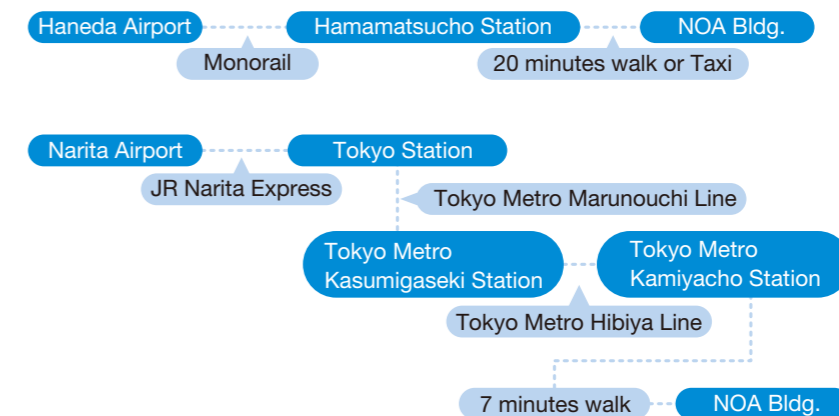 Haneda Airport
Hamamatsucho Station
NOA Bldg.
Monorail
20 minutes walk or Taxi
Narita Airport
Tokyo Station
JR Narita Express
Tokyo Metro Marunouchi Line
Tokyo Metro
Kasumigaseki Station
Tokyo Metro
Kamiyacho Station
Tokyo Metro Hibiya Line
7 minutes walk
NOA Bldg.